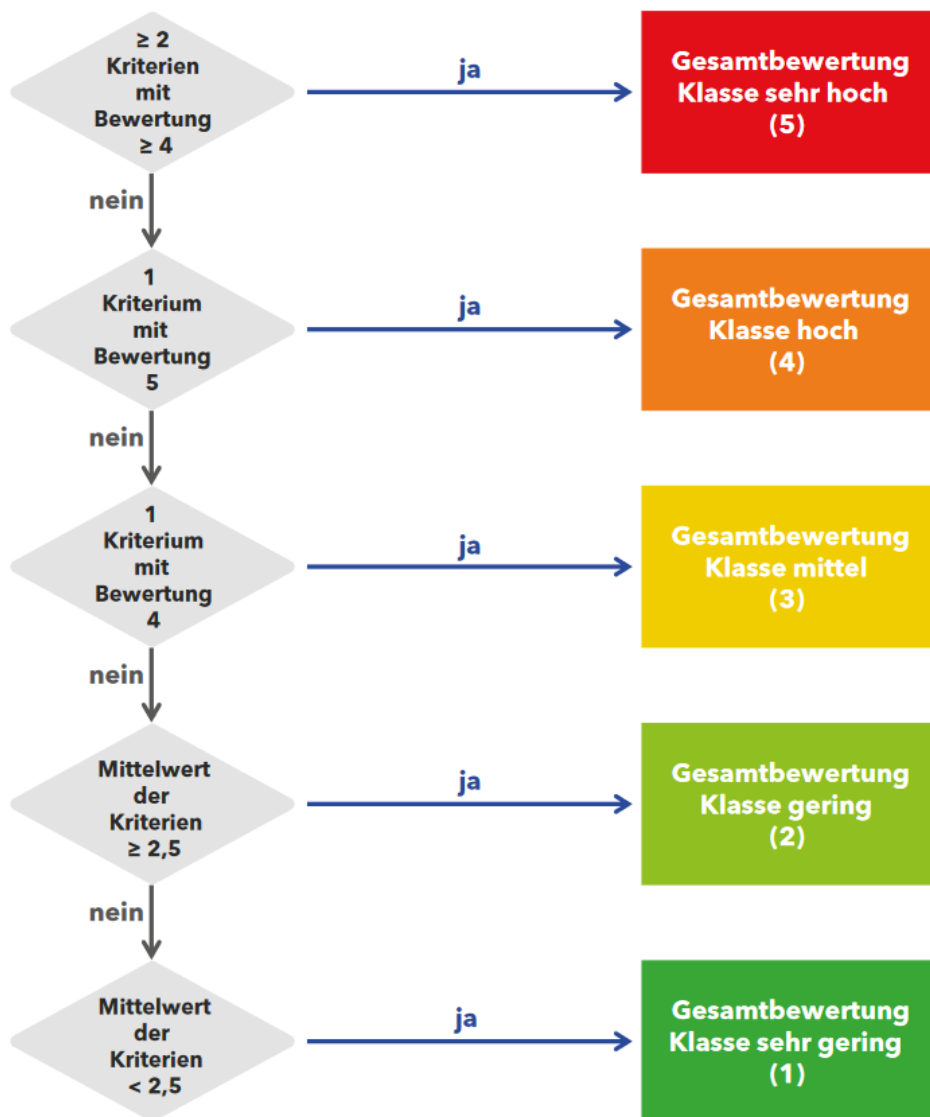 ≥ 2
Kriterien
mit
Bewertung
≥ 4
ja
Gesamtbewertung
Klasse sehr hoch
(5)
nein
1
Kriterium
mit
Bewertung
5
ja
Gesamtbewertung
Klasse hoch
(4)
nein
1
Kriterium
mit
Bewertung
4
ja
Gesamtbewertung
Klasse mittel
(3)
nein
Mittelwert
der
Kriterien
≥ 2,5
ja
Gesamtbewertung
Klasse gering
(2)
nein
Mittelwert
der
Kriterien
< 2,5
ja
Gesamtbewertung
Klasse sehr gering
(1)